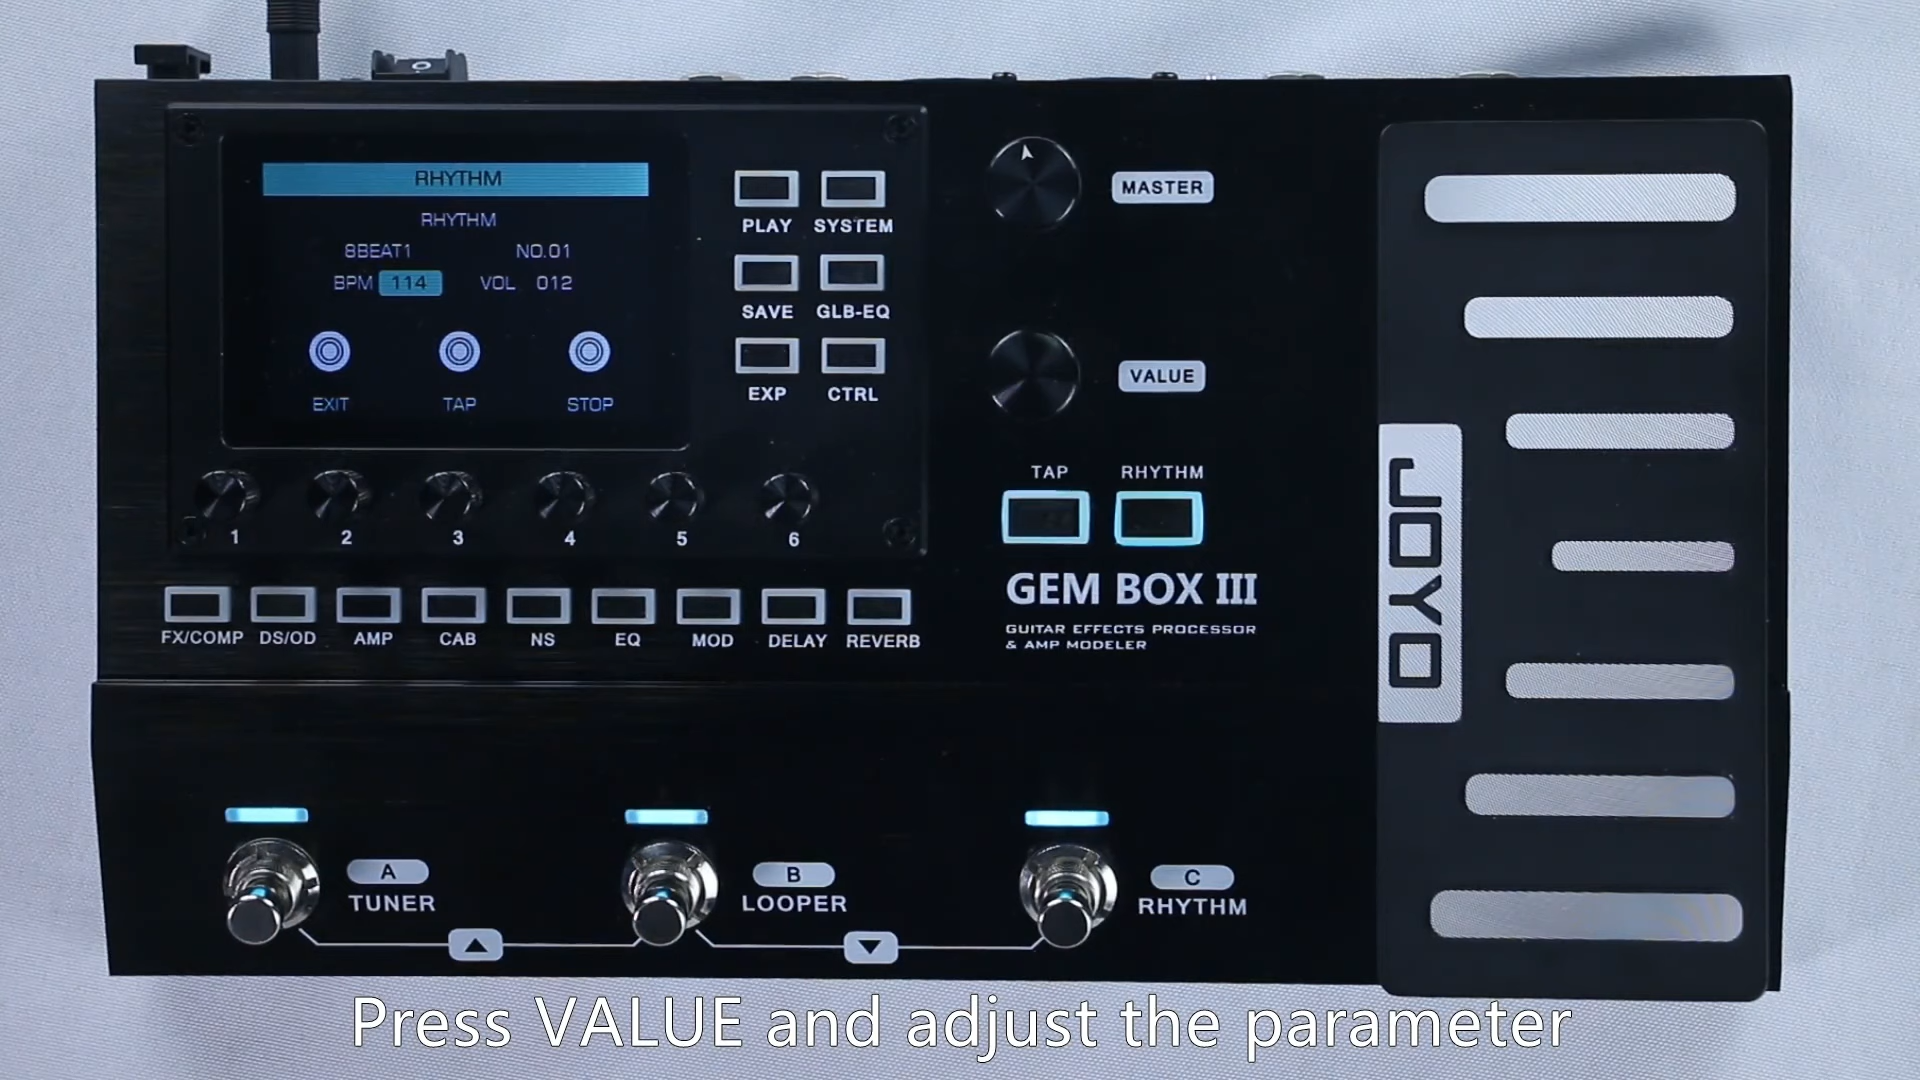 RHYTHM
RHYTHM
8BEAT1 NO.01
BPM 114 VOL 012
EXIT TAP STOP
PLAY SYSTEM
SAVE GLB-EQ
EXP CTRL
1 2 3 4 5 6
FX/COMP DS/OD AMP CAB NS EQ MOD DELAY REVERB
MASTER
VALUE
TAP RHYTHM
GEM BOX III
GUITAR EFFECTS PROCESSOR
& AMP MODELER
JOYO
A
TUNER
B
LOOPER
C
RHYTHM
Press VALUE and adjust the parameter